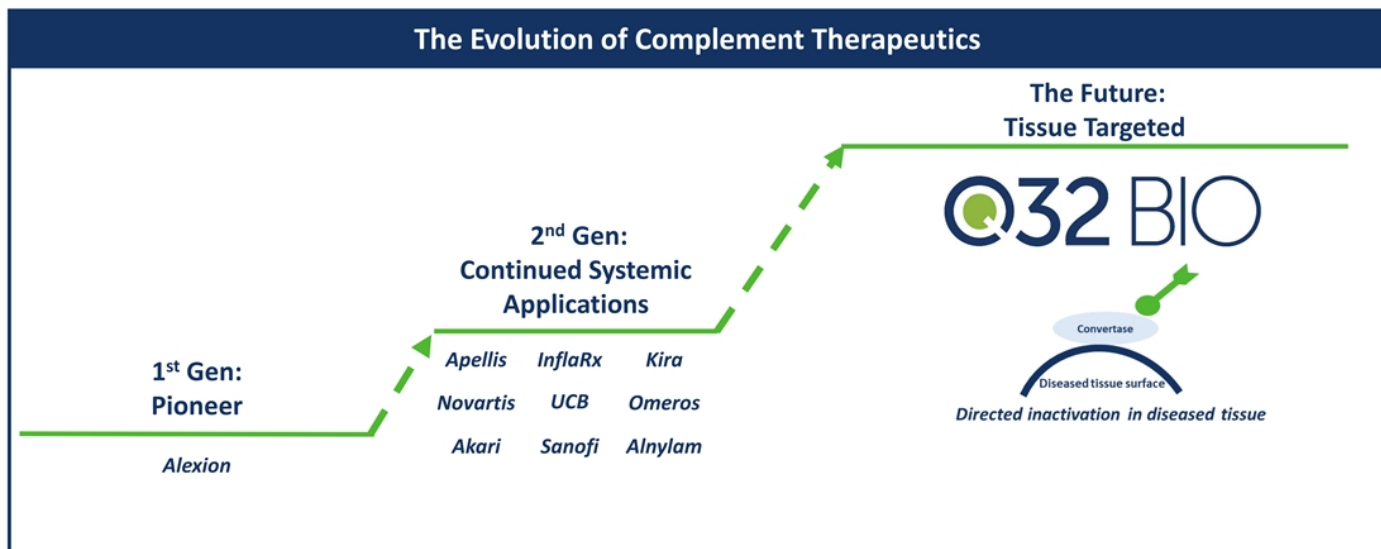 The Evolution of Complement Therapeutics
The Future:
Tissue Targeted
Q32 BIO
2nd Gen:
Continued Systemic
Applications
Convertase
Apellis InflaRx Kira
1st Gen:
Pioneer
Diseased tissue surface
Novartis UCB Omeros
Directed inactivation in diseased tissue
Akari Sanofi Alnylam
Alexion